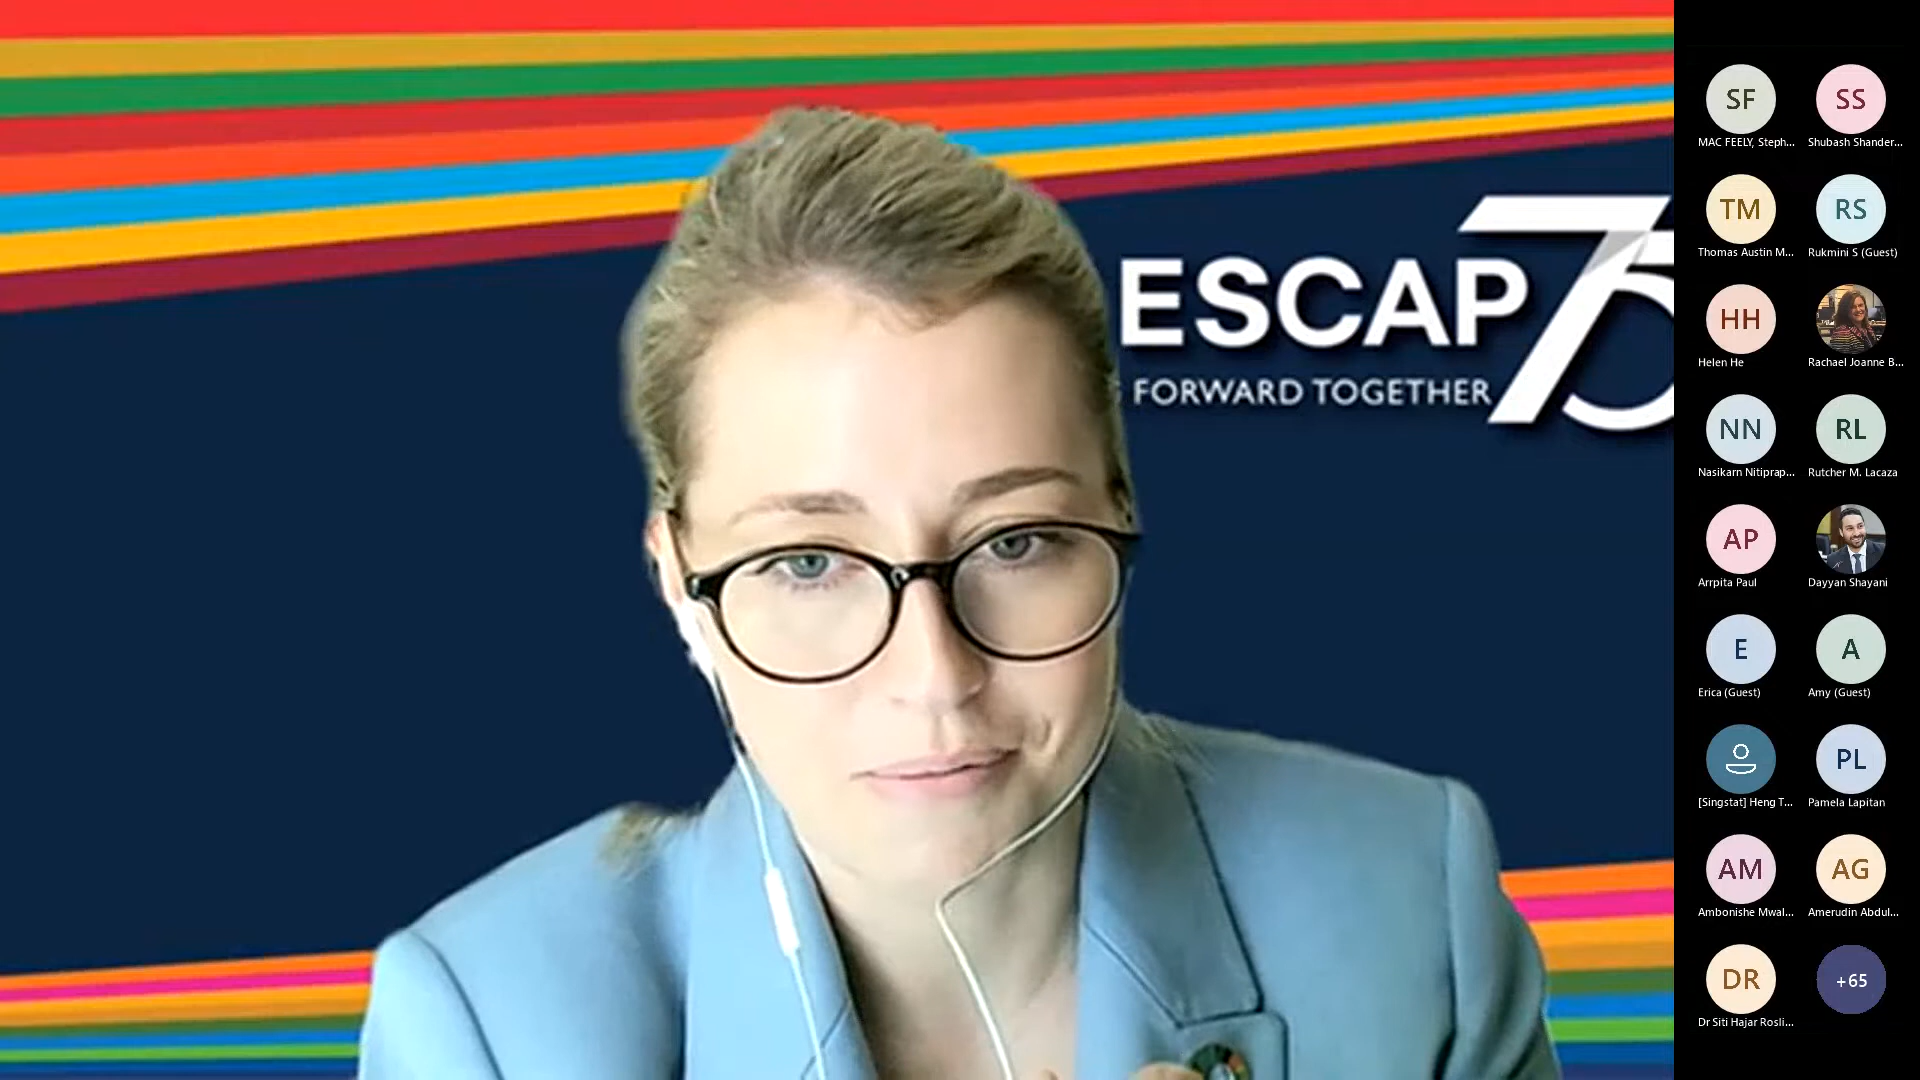 ESCAP 75
FORWARD TOGETHER
SF
MAC FEELY, Steph...
SS
Shubash Shander...
TM
Thomas Austin M...
RS
Rukmini S (Guest)
HH
Helen He
Rachael Joanne B...
NN
Nasikarn Nitiprap...
RL
Rutcher M. Lacaza
AP
Arrpita Paul
Dayyan Shayani
E
Erica (Guest)
A
Amy (Guest)
[Singstat] Heng T...
PL
Pamela Lapitan
AM
Ambonishe Mwal...
AG
Amerudin Abdul...
DR
Dr Siti Hajar Rosli...
+65